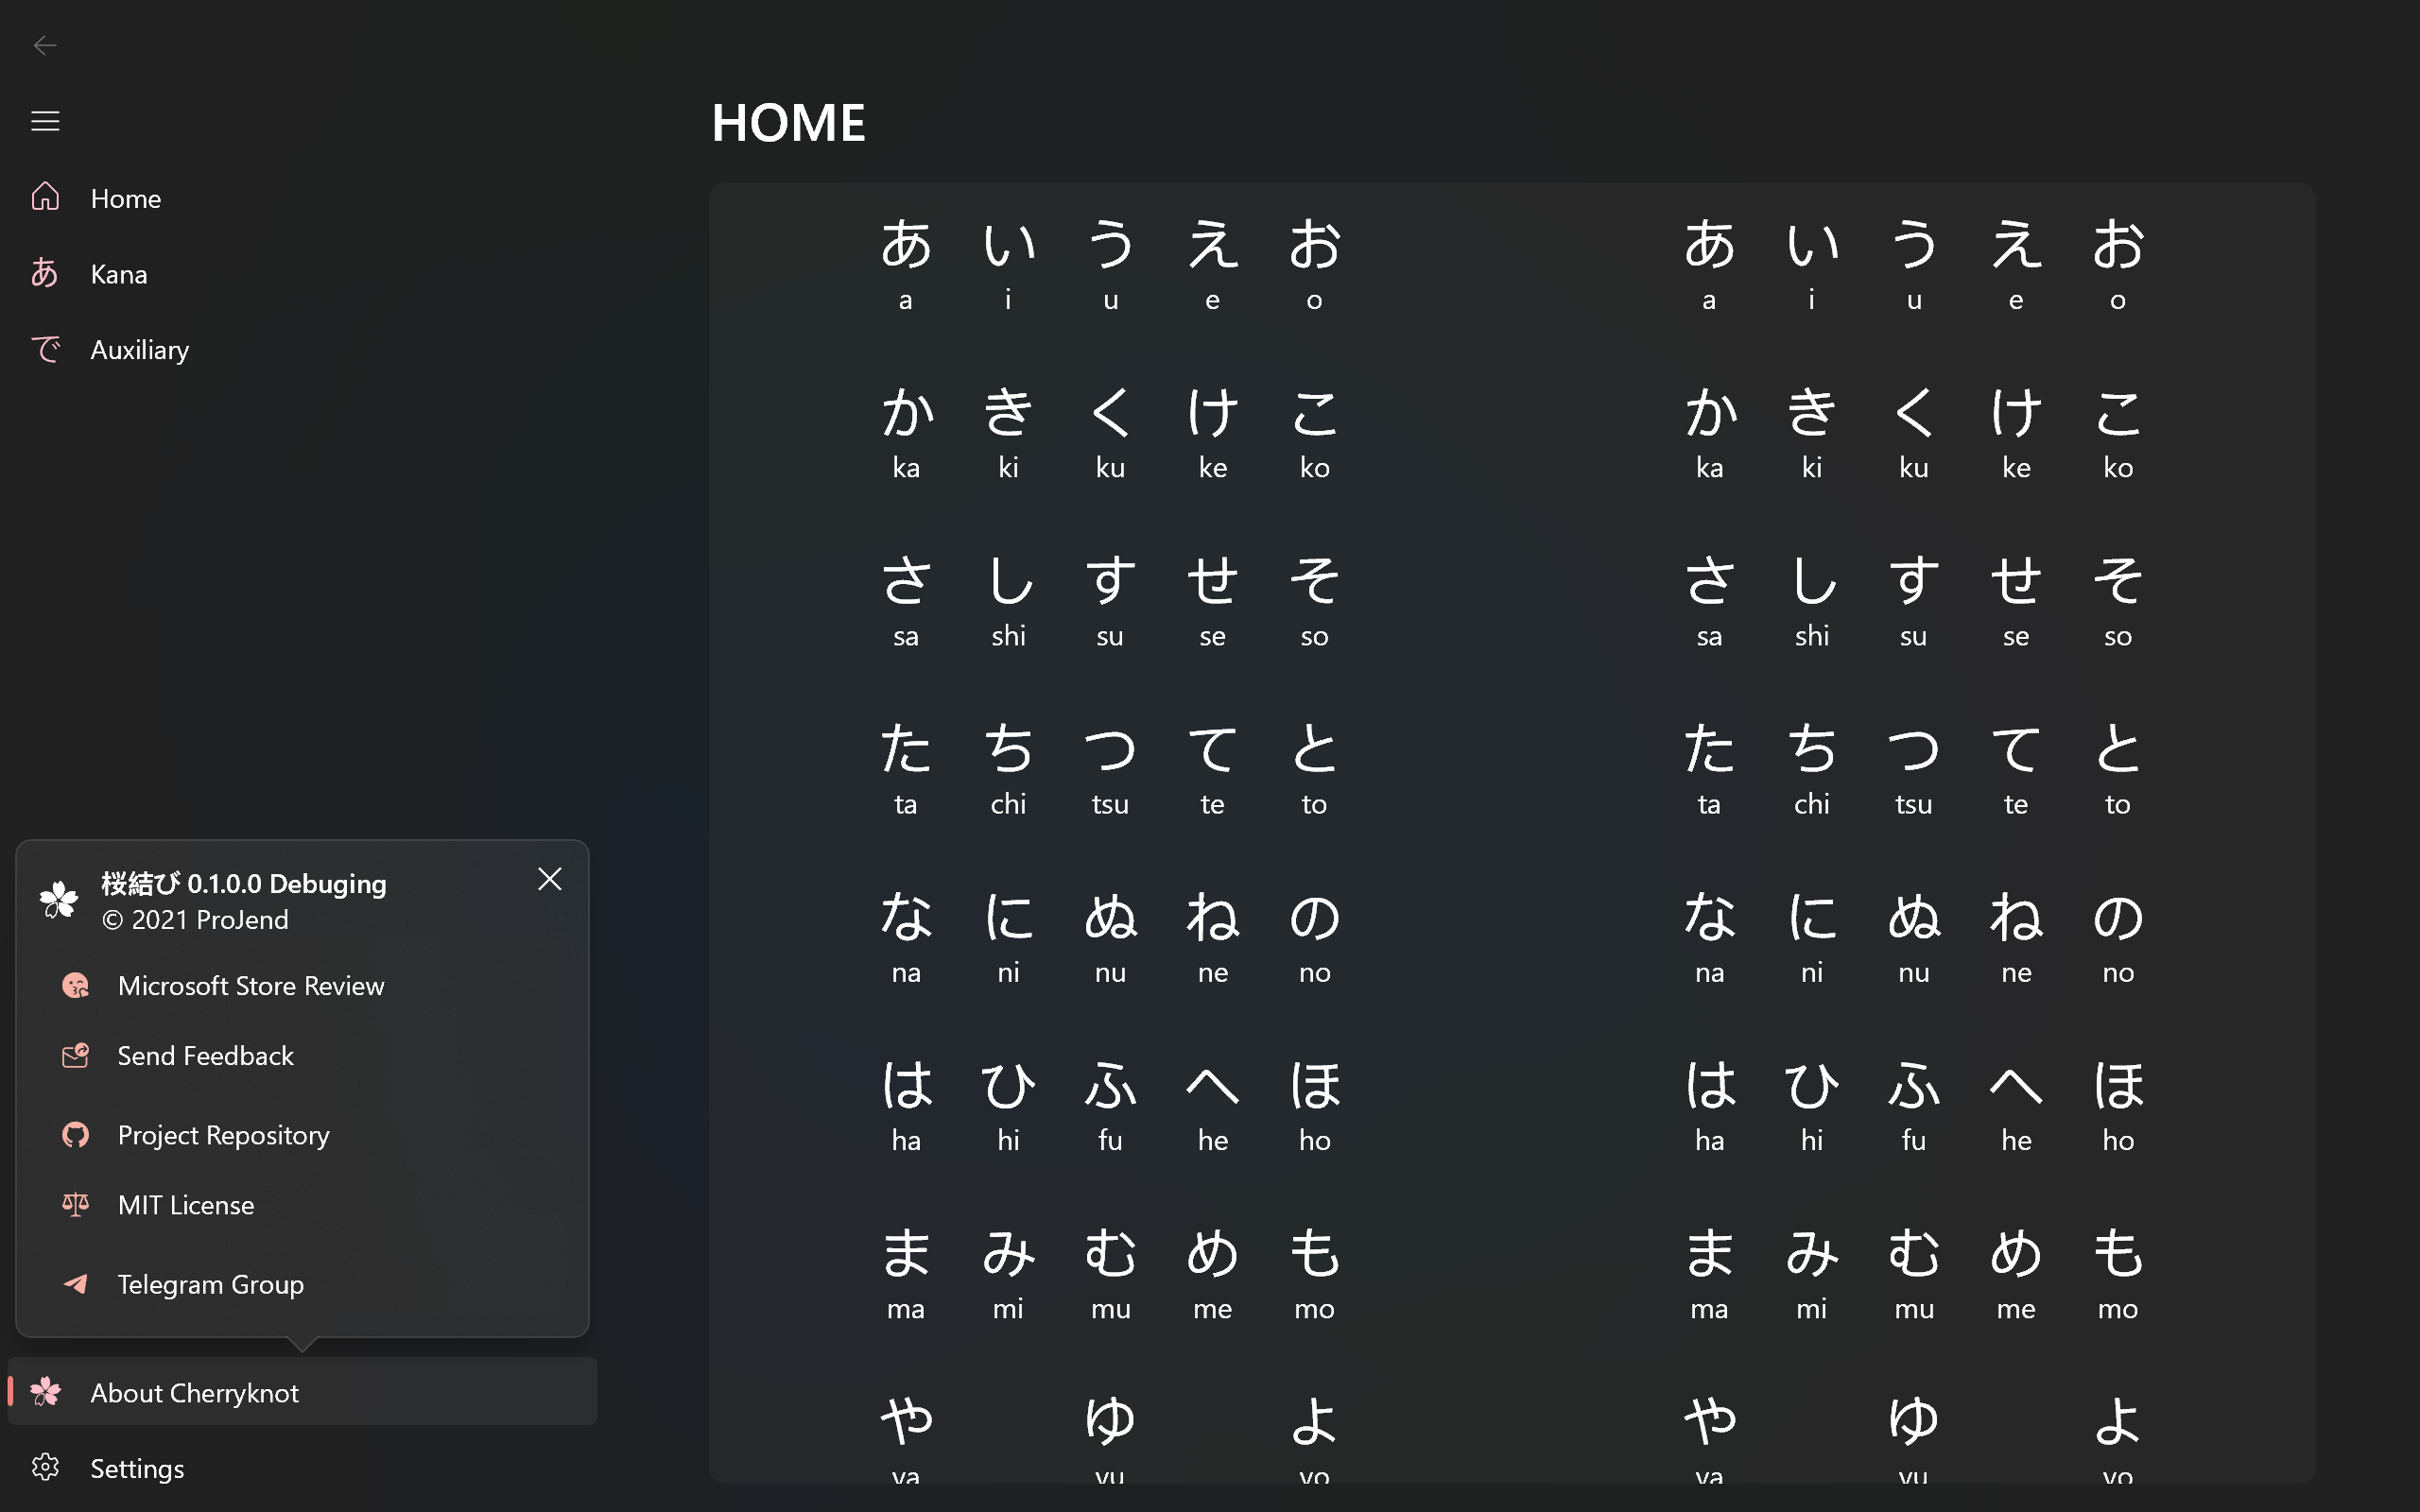 HOME
Home
Kana
Auxiliary
あ い う え お あ い う え お
a i u e o a i u e o
か き く け こ か き く け こ
ka ki ku ke ko ka ki ku ke ko
さ し す せ そ さ し す せ そ
sa shi su se so sa shi su se so
た ち つ て と た ち つ て と
ta chi tsu te to ta chi tsu te to
な に ぬ ね の な に ぬ ね の
na ni nu ne no na ni nu ne no
は ひ ふ へ ほ は ひ ふ へ ほ
ha hi fu he ho ha hi fu he ho
ま み む め も ま み む め も
ma mi mu me mo ma mi mu me mo
や ゆ よ や ゆ よ
ya yu yo ya yu yo
桜結び 0.1.0.0 Debuging
© 2021 ProJend
Microsoft Store Review
Send Feedback
Project Repository
MIT License
Telegram Group
About Cherryknot
Settings